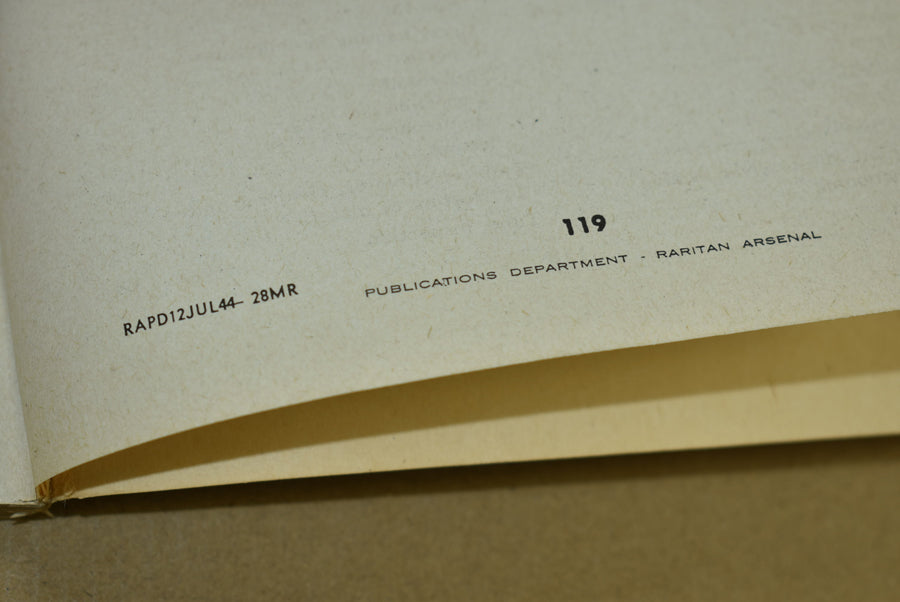 119
RAPD12JUL44- 28MR
PUBLICATIONS DEPARTMENT - RARITAN ARSENAL